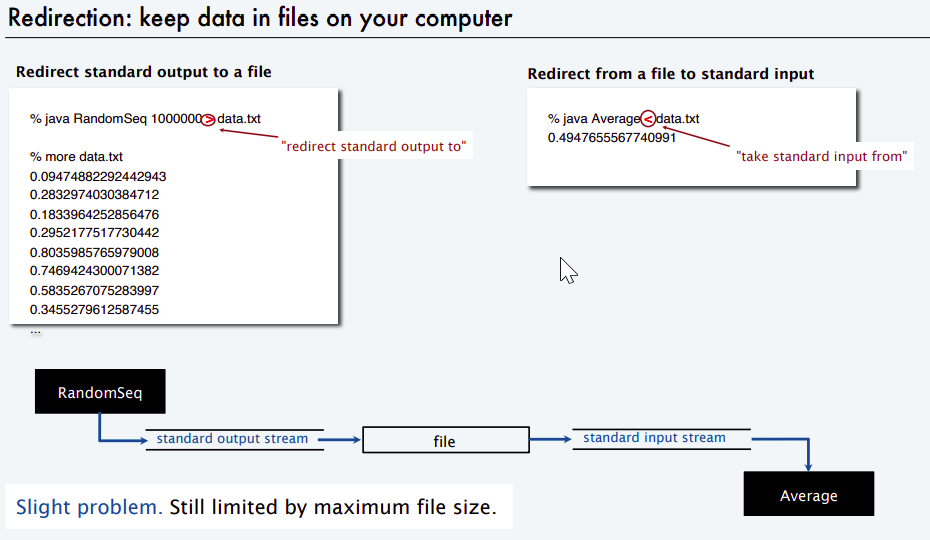 Redirection: keep data in files on your computer
Redirect standard output to a file
% java RandomSeq 1000000 > data.txt
"redirect standard output to"
% more data.txt
0.09474882292442943
0.2832974030384712
0.1833964252856476
0.2952177517730442
0.8035985765979008
0.7469424300071382
0.5835267075283997
0.3455279612587455
...
Redirect from a file to standard input
% java Average < data.txt
0.4947655567740991
"take standard input from"
RandomSeq
standard output stream
file
standard input stream
Average
Slight problem. Still limited by maximum file size.